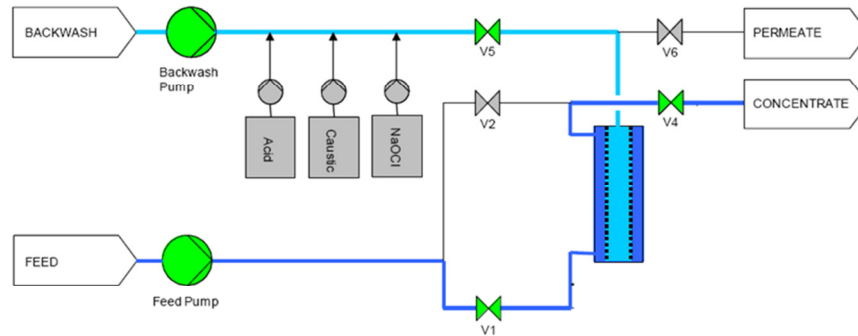 BACKWASH
Backwash
Pump
V5
V6
PERMEATE
CONCENTRATE
V2
V4
Acid
Caustic
NaOCl
FEED
Feed Pump
V1